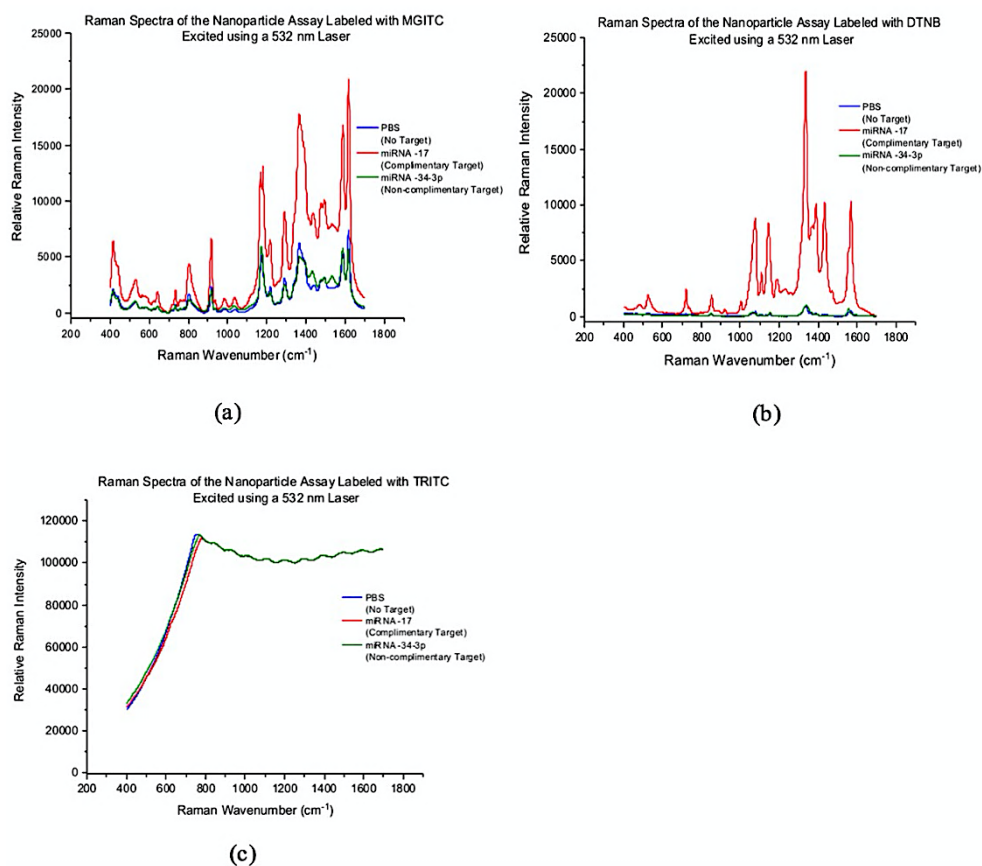 Raman Spectra of the Nanoparticle Assay Labeled with MGITC
Excited using a 532 nm Laser
25000
20000
15000
10000
5000
0
Relative Raman Intensity
PBS
(No Target)
miRNA -17
(Complimentary Target)
miRNA -34-3p
(Non-complimentary Target)
200 400 600 800 1000 1200 1400 1600 1800
Raman Wavenumber (cm⁻¹)
(a)
Raman Spectra of the Nanoparticle Assay Labeled with DTNB
Excited using a 532 nm Laser
25000
20000
15000
10000
5000
0
Relative Raman Intensity
PBS
(No Target)
miRNA -17
(Complimentary Target)
miRNA -34-3p
(Non-complimentary Target)
200 400 600 800 1000 1200 1400 1600 1800
Raman Wavenumber (cm⁻¹)
(b)
Raman Spectra of the Nanoparticle Assay Labeled with TRITC
Excited using a 532 nm Laser
120000
100000
80000
60000
40000
20000
0
Relative Raman Intensity
PBS
(No Target)
miRNA -17
(Complimentary Target)
miRNA -34-3p
(Non-complimentary Target)
200 400 600 800 1000 1200 1400 1600 1800
Raman Wavenumber (cm⁻¹)
(c)